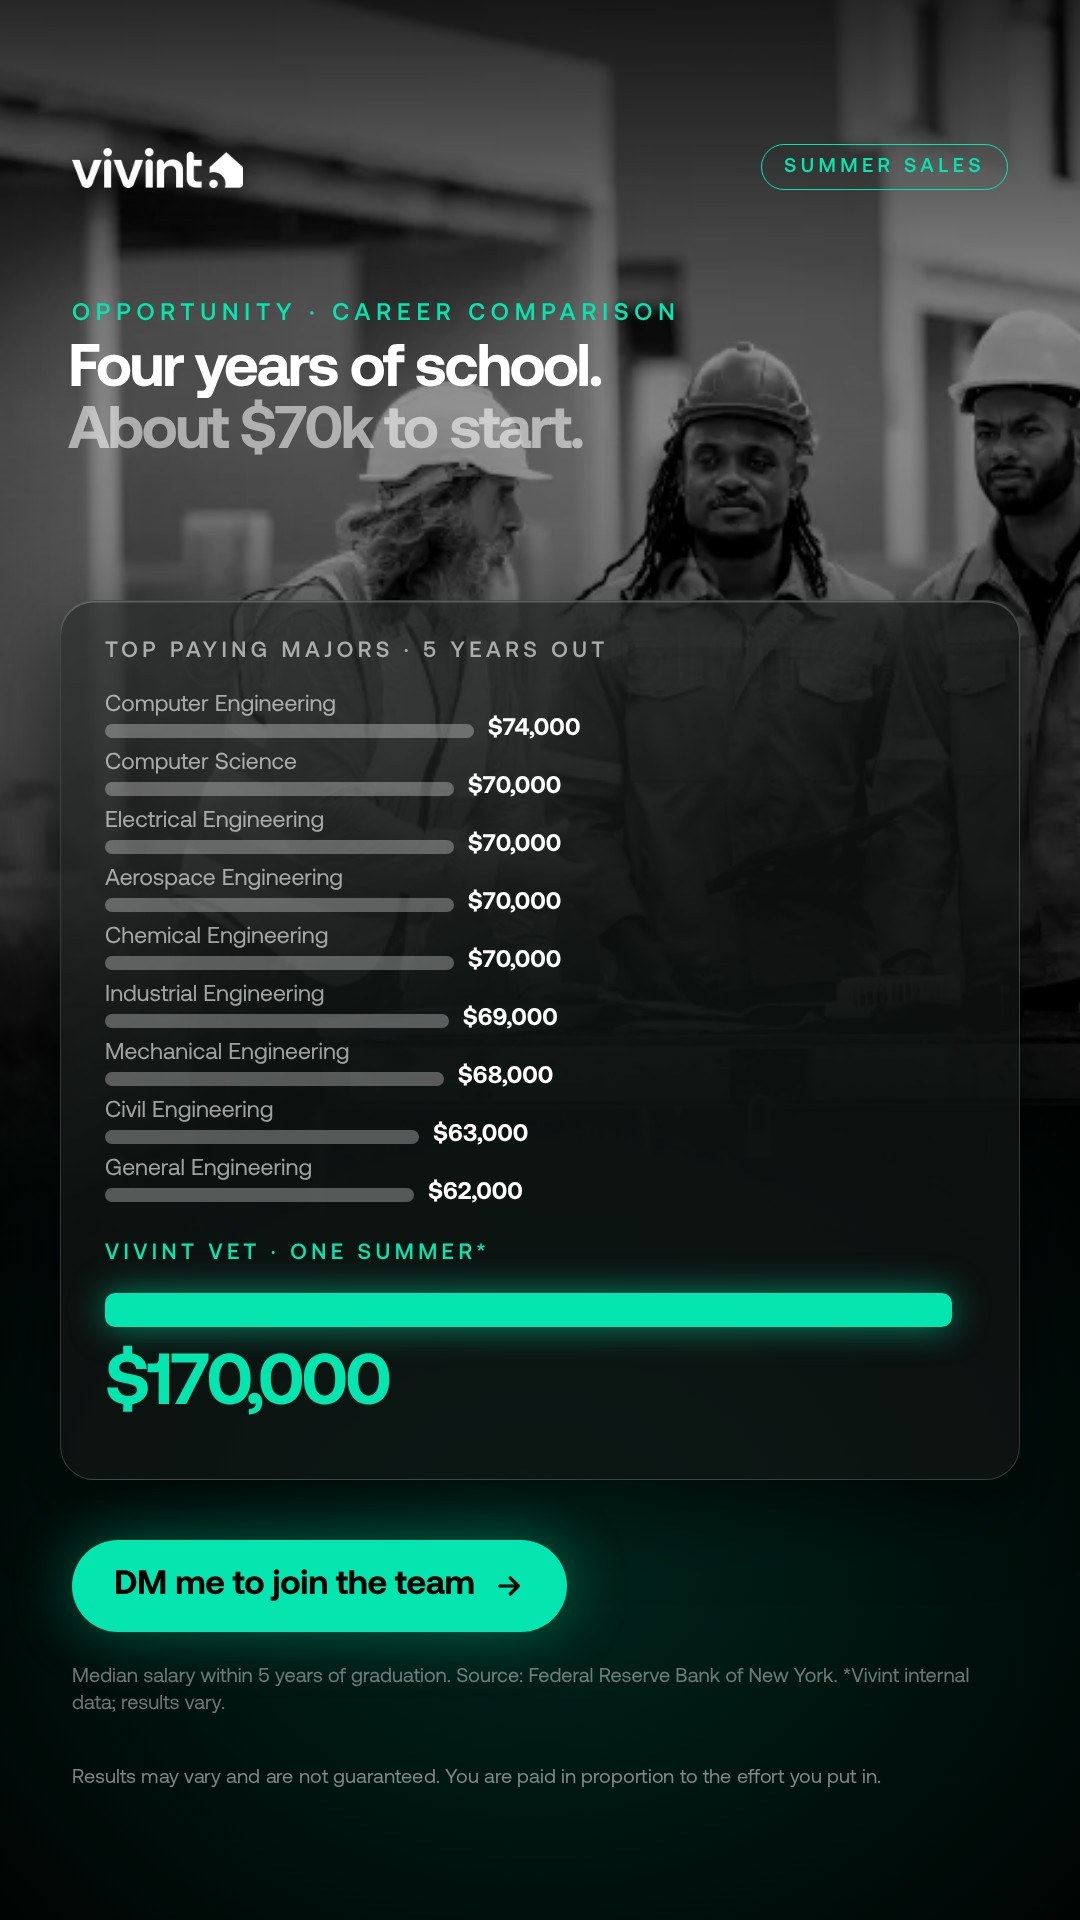 vivint
SUMMER SALES
OPPORTUNITY · CAREER COMPARISON
Four years of school.
About $70k to start.
TOP PAYING MAJORS · 5 YEARS OUT
Computer Engineering
$74,000
Computer Science
$70,000
Electrical Engineering
$70,000
Aerospace Engineering
$70,000
Chemical Engineering
$70,000
Industrial Engineering
$69,000
Mechanical Engineering
$68,000
Civil Engineering
$63,000
General Engineering
$62,000
VIVINT VET · ONE SUMMER*
$170,000
DM me to join the team →
Median salary within 5 years of graduation. Source: Federal Reserve Bank of New York. *Vivint internal
data; results vary.
Results may vary and are not guaranteed. You are paid in proportion to the effort you put in.